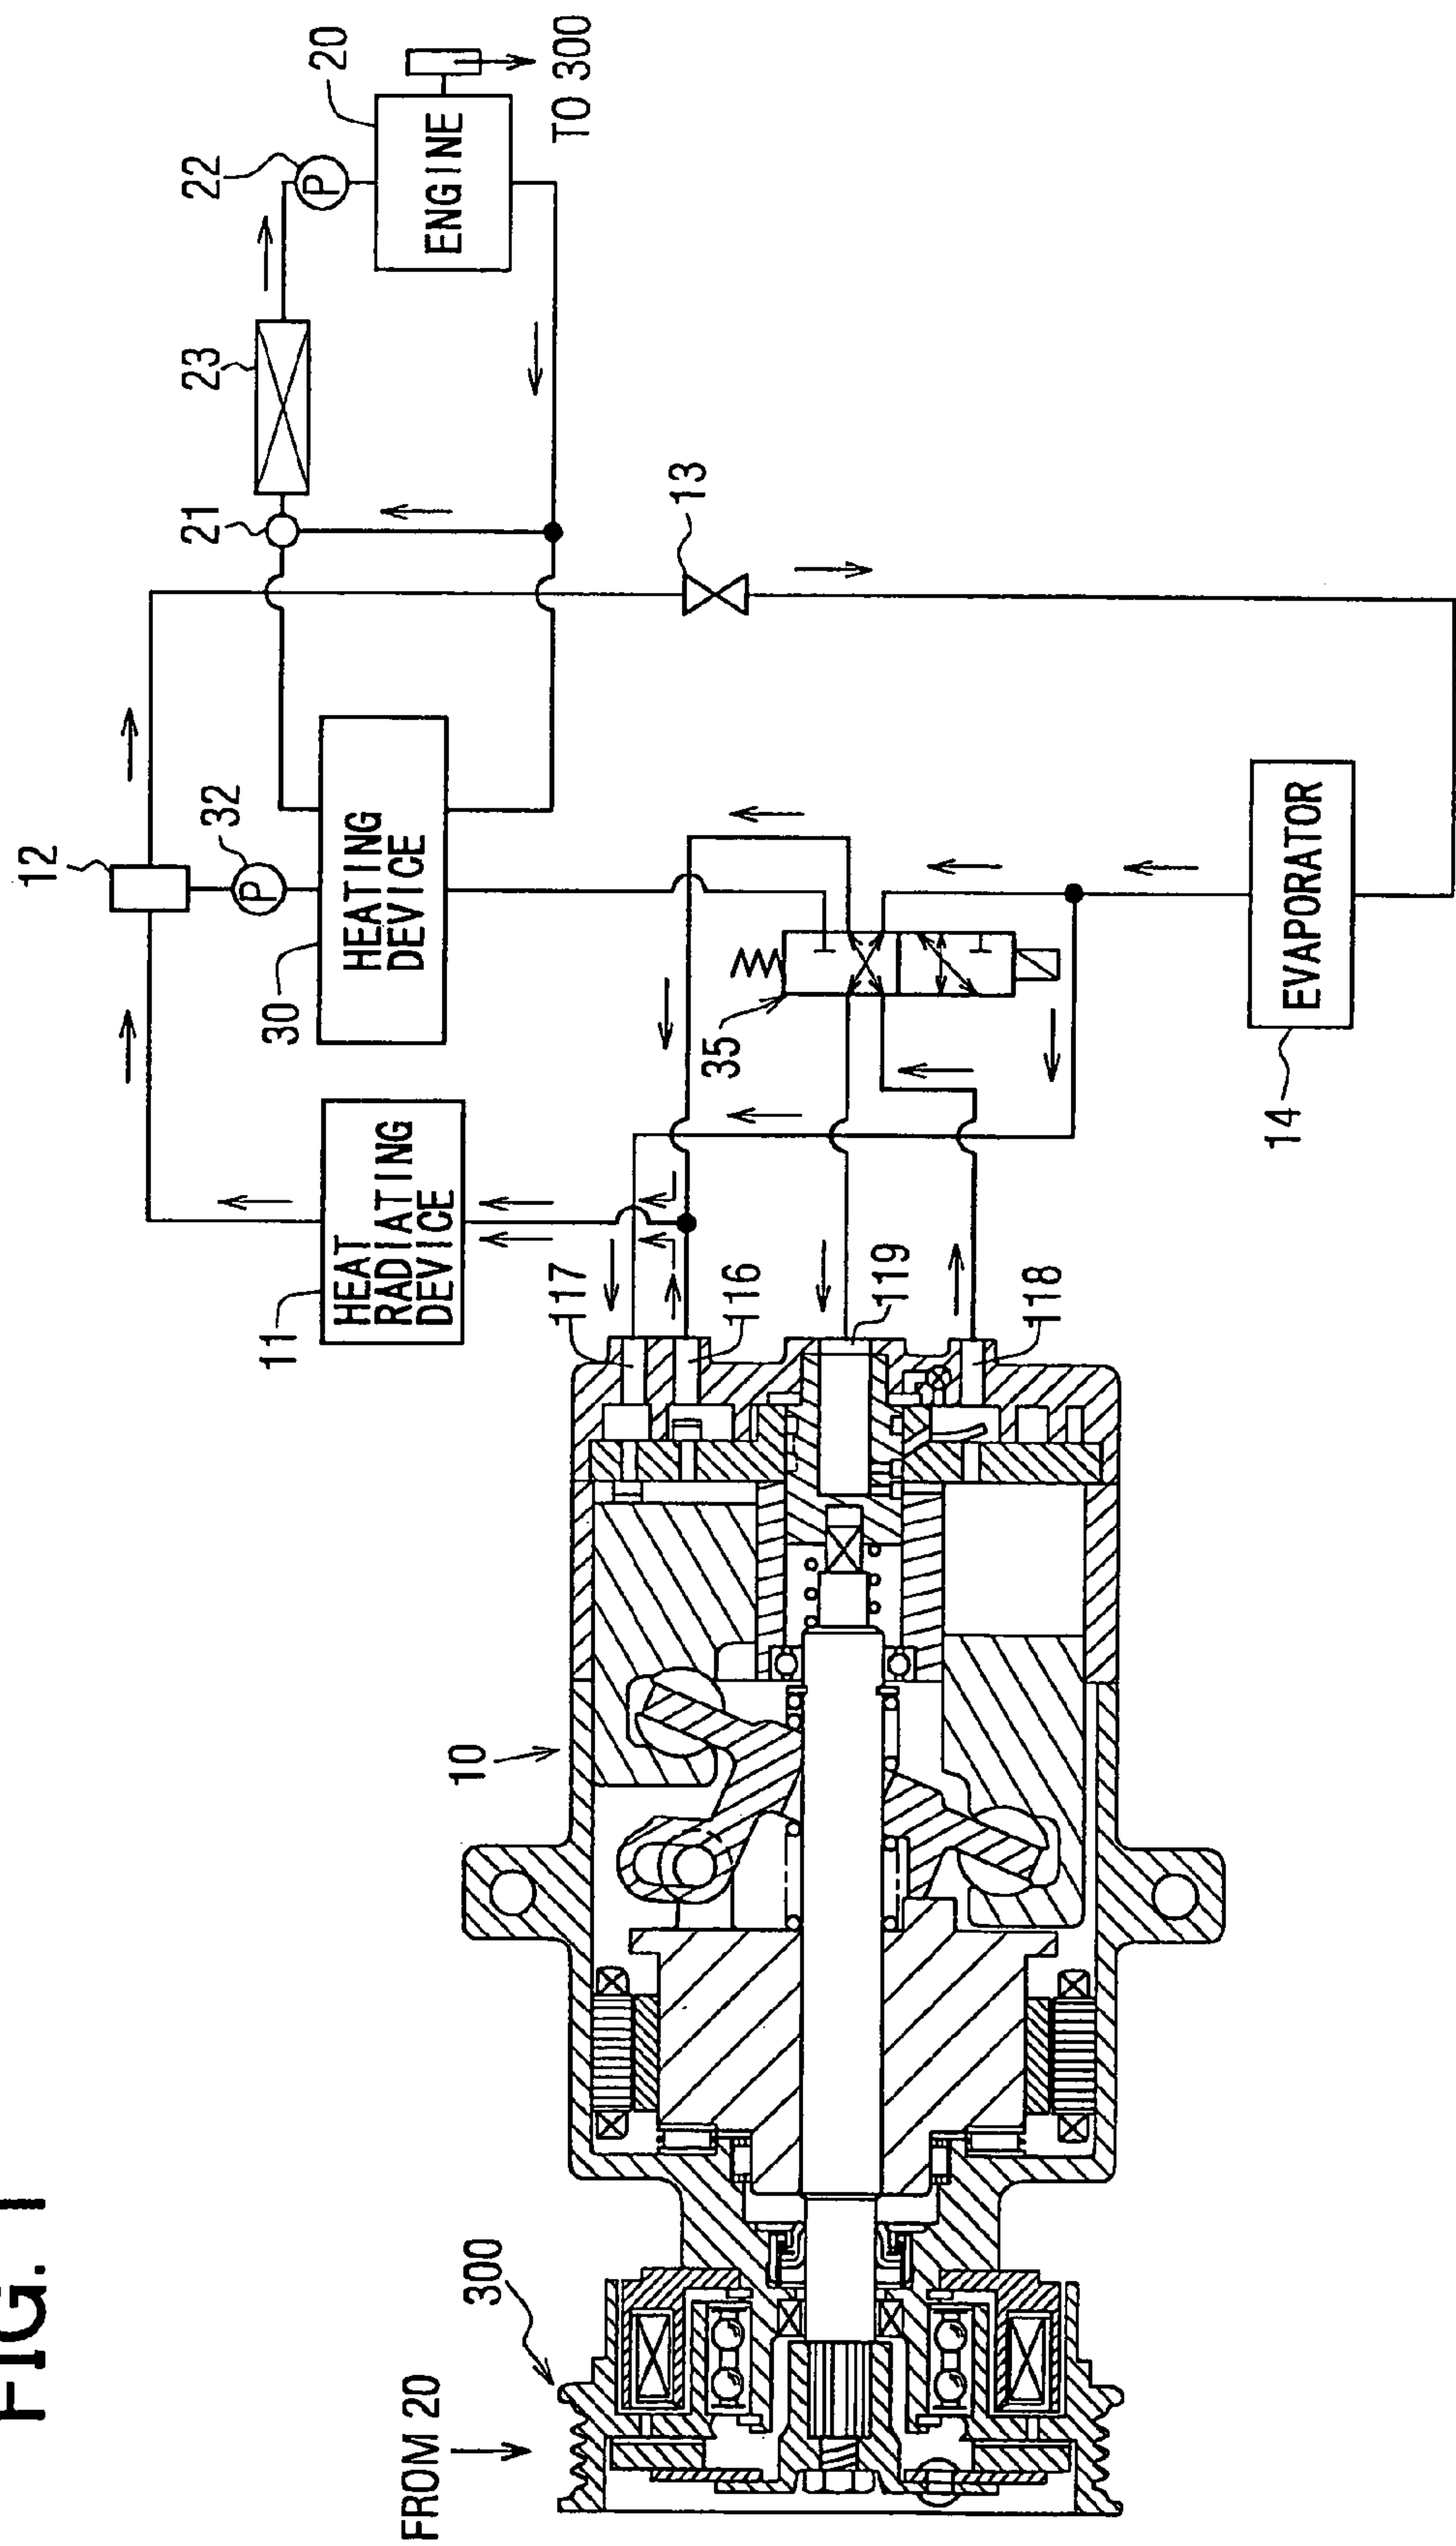 FIG. 1
FROM 20
300
10
11
HEAT
RADIATING
DEVICE
117
116
119
118
12
32
P
30
HEATING
DEVICE
35
14
EVAPORATOR
13
21
23
22
P
20
ENGINE
TO 300